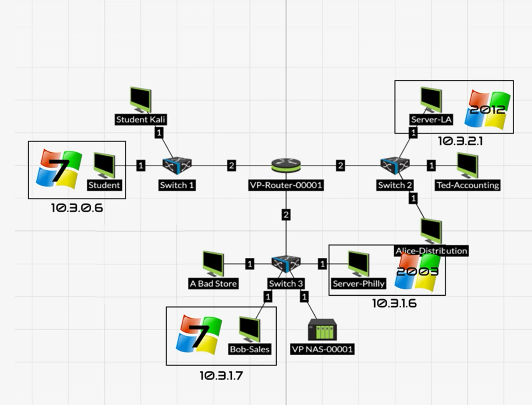 Student Kali
1
2012
Server-LA
1
10.3.2.1
7
Student
1
Switch 1
2
VP-Router-00001
2
Switch 2
1
Ted-Accounting
10.3.0.6
1
2
Alice-Distribution
A Bad Store
1
Switch 3
1
Server-Philly
2003
10.3.1.6
1
1
7
Bob-Sales
VP NAS-00001
10.3.1.7